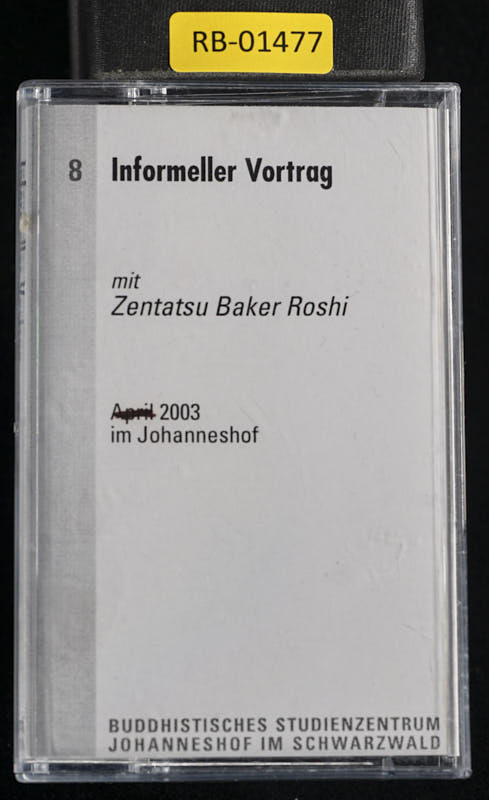 RB-01477
8 Informeller Vortrag
mit
Zentatsu Baker Roshi
April 2003
im Johanneshof
BUDDHISTISCHES STUDIENZENTRUM
JOHANNESHOF IM SCHWARZWALD